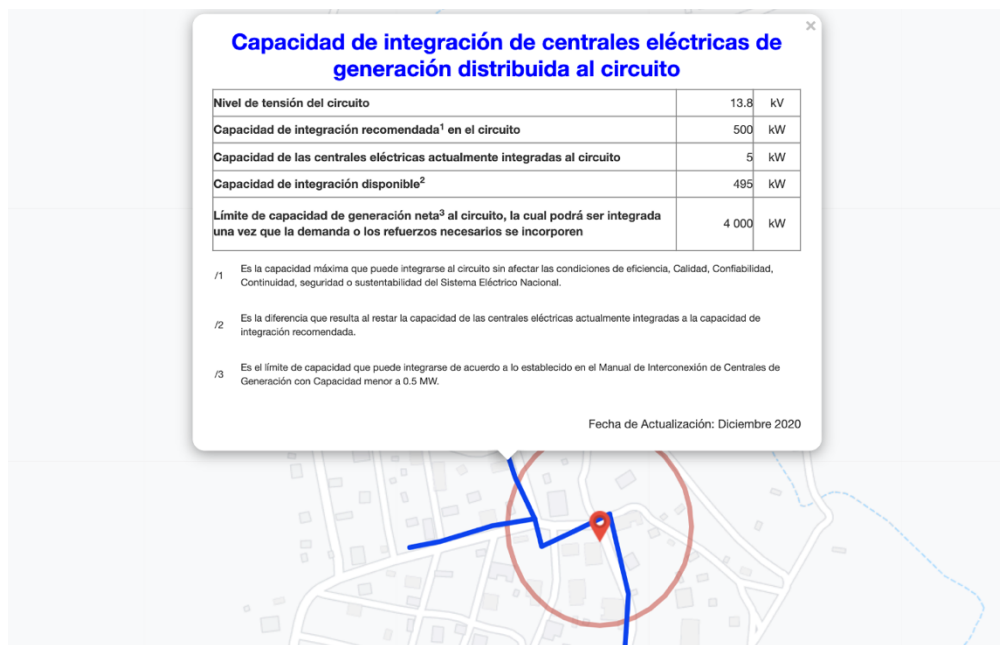 ×
Capacidad de integración de centrales eléctricas de
generación distribuida al circuito
Nivel de tensión del circuito 13.8 kV
Capacidad de integración recomendada¹ en el circuito 500 kW
Capacidad de las centrales eléctricas actualmente integradas al circuito 5 kW
Capacidad de integración disponible² 495 kW
Límite de capacidad de generación neta³ al circuito, la cual podrá ser integrada
una vez que la demanda o los refuerzos necesarios se incorporen 4 000 kW
/1 Es la capacidad máxima que puede integrarse al circuito sin afectar las condiciones de eficiencia, Calidad, Confiabilidad,
Continuidad, seguridad o sustentabilidad del Sistema Eléctrico Nacional.
/2 Es la diferencia que resulta al restar la capacidad de las centrales eléctricas actualmente integradas a la capacidad de
integración recomendada.
/3 Es el límite de capacidad que puede integrarse de acuerdo a lo establecido en el Manual de Interconexión de Centrales de
Generación con Capacidad menor a 0.5 MW.
Fecha de Actualización: Diciembre 2020